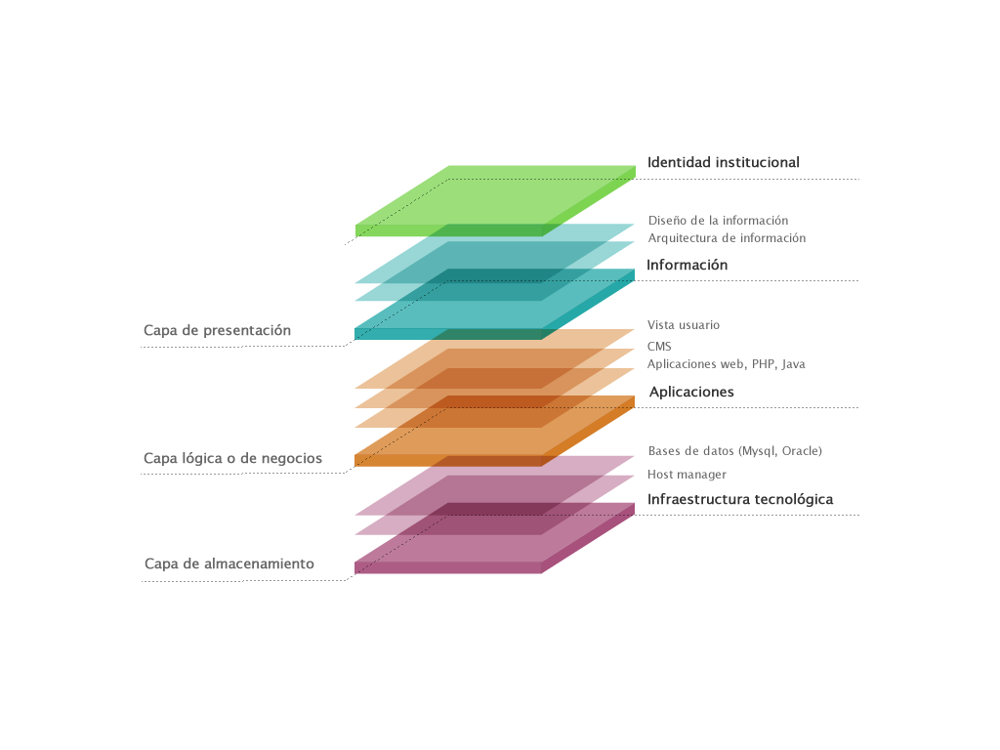 Identidad institucional
Diseño de la información
Arquitectura de información
Información
Capa de presentación
Vista usuario
CMS
Aplicaciones web, PHP, Java
Aplicaciones
Capa lógica o de negocios
Bases de datos (Mysql, Oracle)
Host manager
Infraestructura tecnológica
Capa de almacenamiento